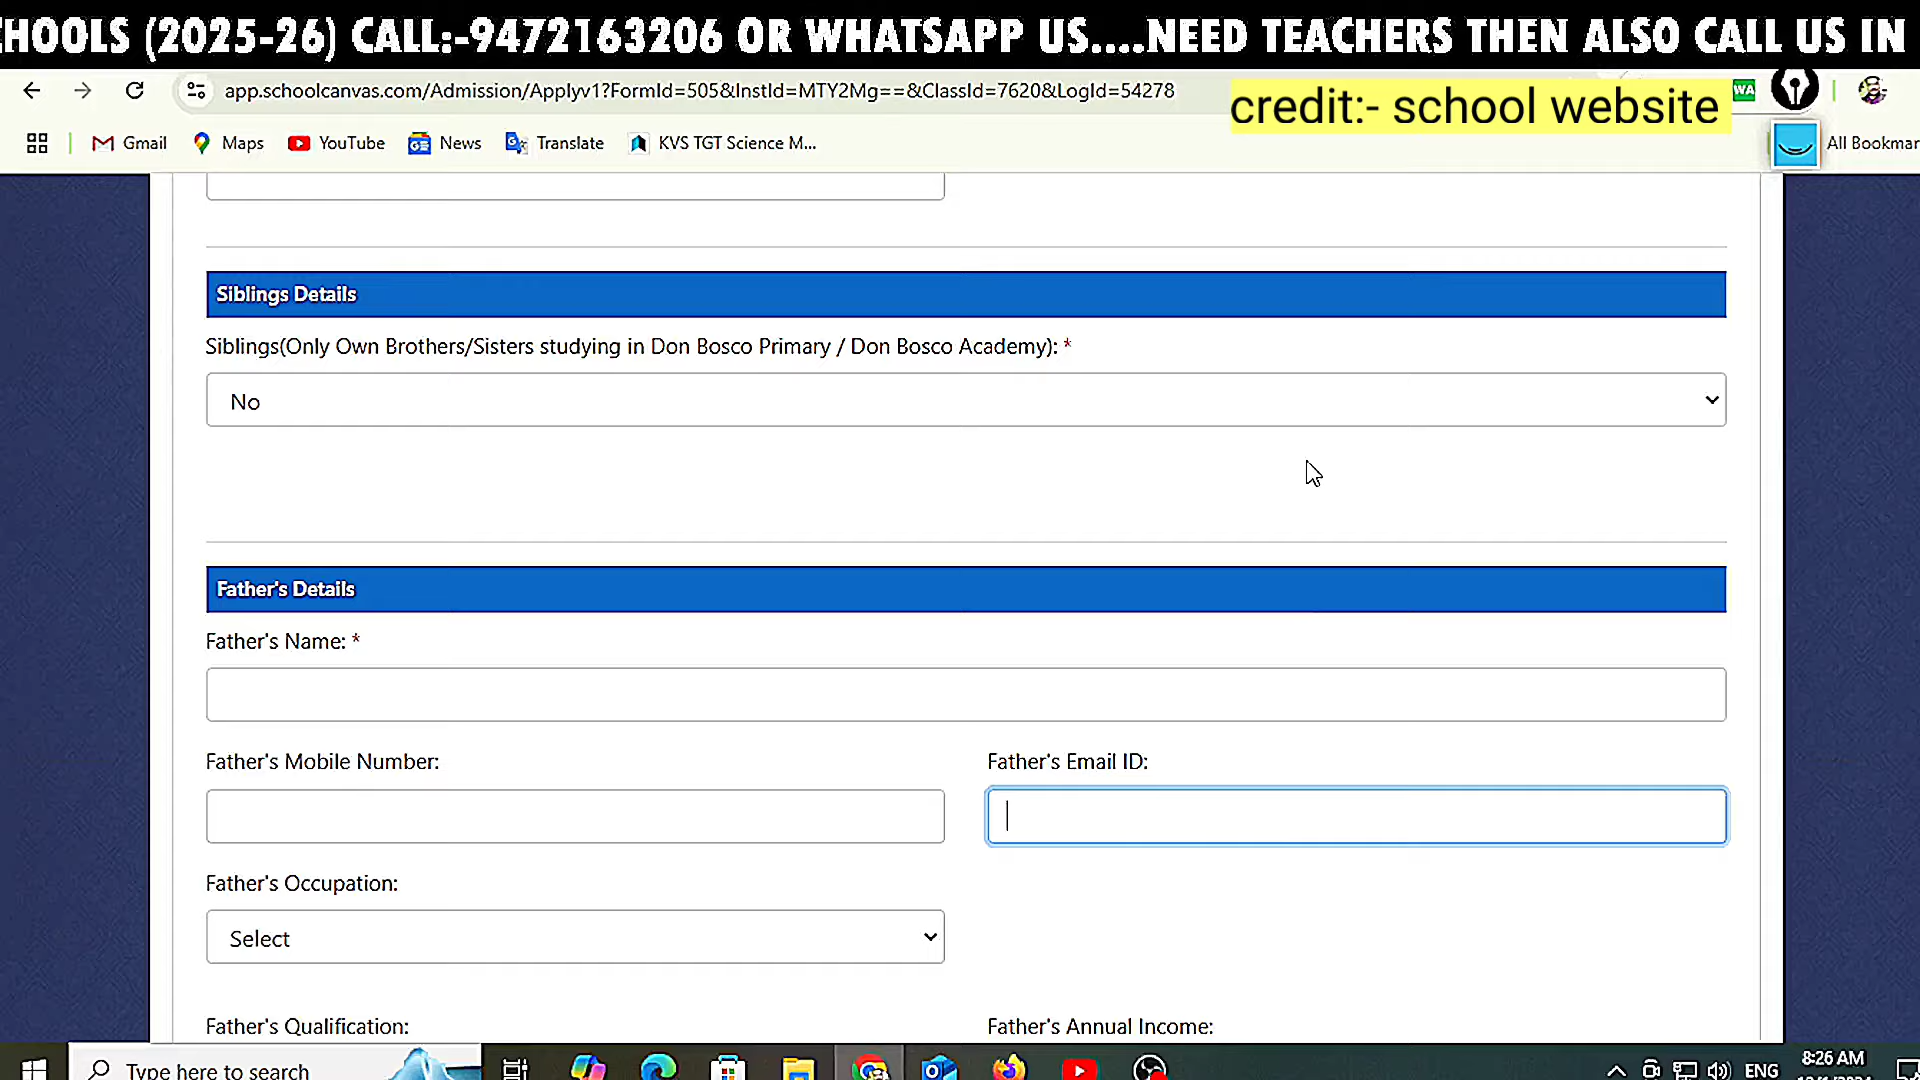 CHOOLS (2025-26) CALL:-9472163206 OR WHATSAPP US....NEED TEACHERS THEN ALSO CALL US IN
app.schoolcanvas.com/Admission/Applyv1?FormId=505&InstId=MTY2Mg==&ClassId=7620&LogId=54278
credit:- school website
WA
Gmail
Maps
YouTube
News
Translate
KVS TGT Science M...
All Bookmar
Siblings Details
Siblings(Only Own Brothers/Sisters studying in Don Bosco Primary / Don Bosco Academy): *
No
Father's Details
Father's Name: *
Father's Mobile Number:
Father's Email ID:
Father's Occupation:
Select
Father's Qualification:
Father's Annual Income:
Type here to search
ENG
8:26 AM